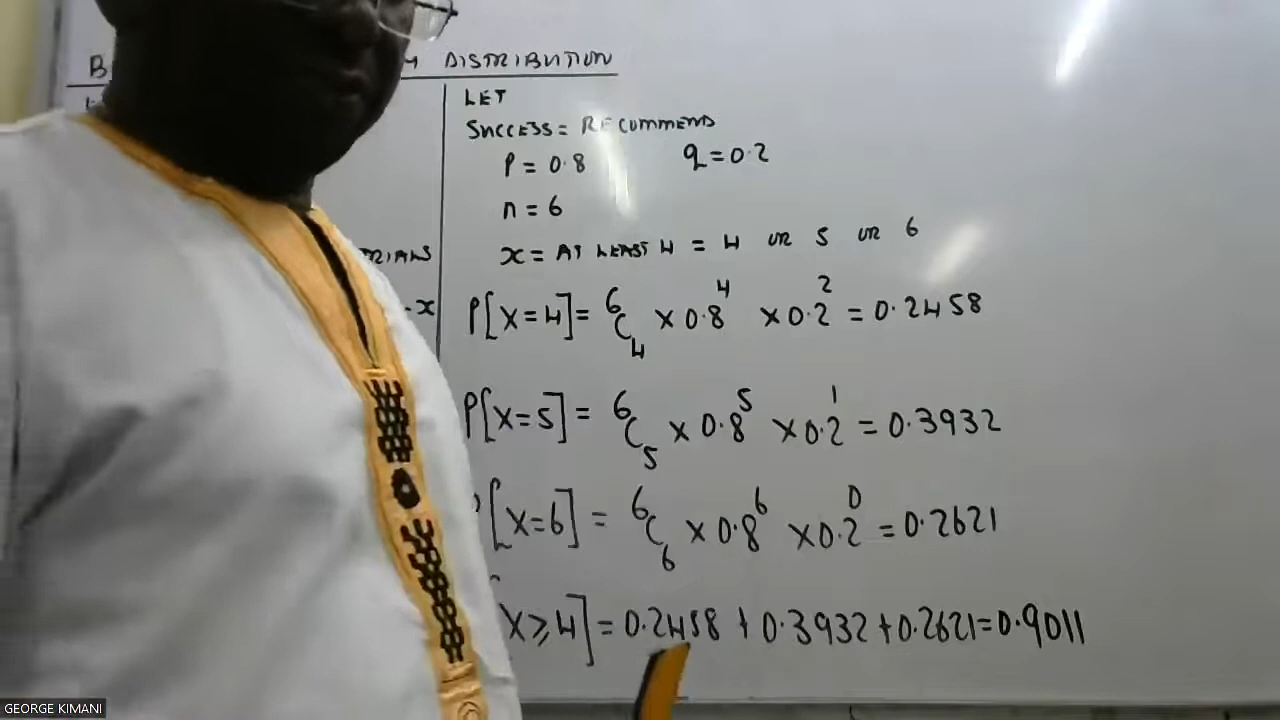 DISTRIBUTION
LET
SUCCESS = RECOMMEND
P = 0.8 q = 0.2
n = 6
TRIALS x = AT LEAST 4 = 4 OR 5 OR 6
-x P[X=4] = ⁶C₄ × 0.8⁴ × 0.2² = 0.2458
P[X=5] = ⁶C₅ × 0.8⁵ × 0.2¹ = 0.3932
[X=6] = ⁶C₆ × 0.8⁶ × 0.2⁰ = 0.2621
X ≥ 4] = 0.2458 + 0.3932 + 0.2621 = 0.9011
GEORGE KIMANI